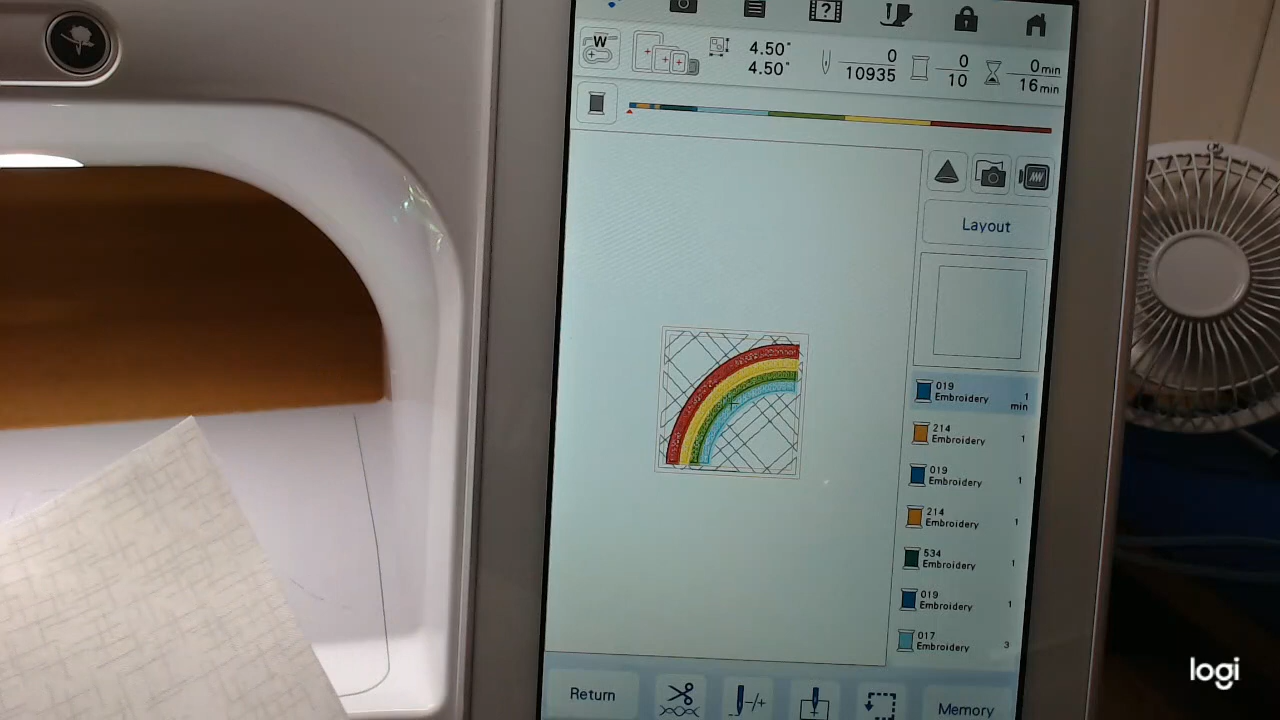 ?
W
4.50"
4.50"
0
10935
0
10
0min
16min
Layout
019
Embroidery
1
min
214
Embroidery
1
019
Embroidery
1
214
Embroidery
1
534
Embroidery
1
019
Embroidery
1
017
Embroidery
3
Return
-/+
Memory
logi